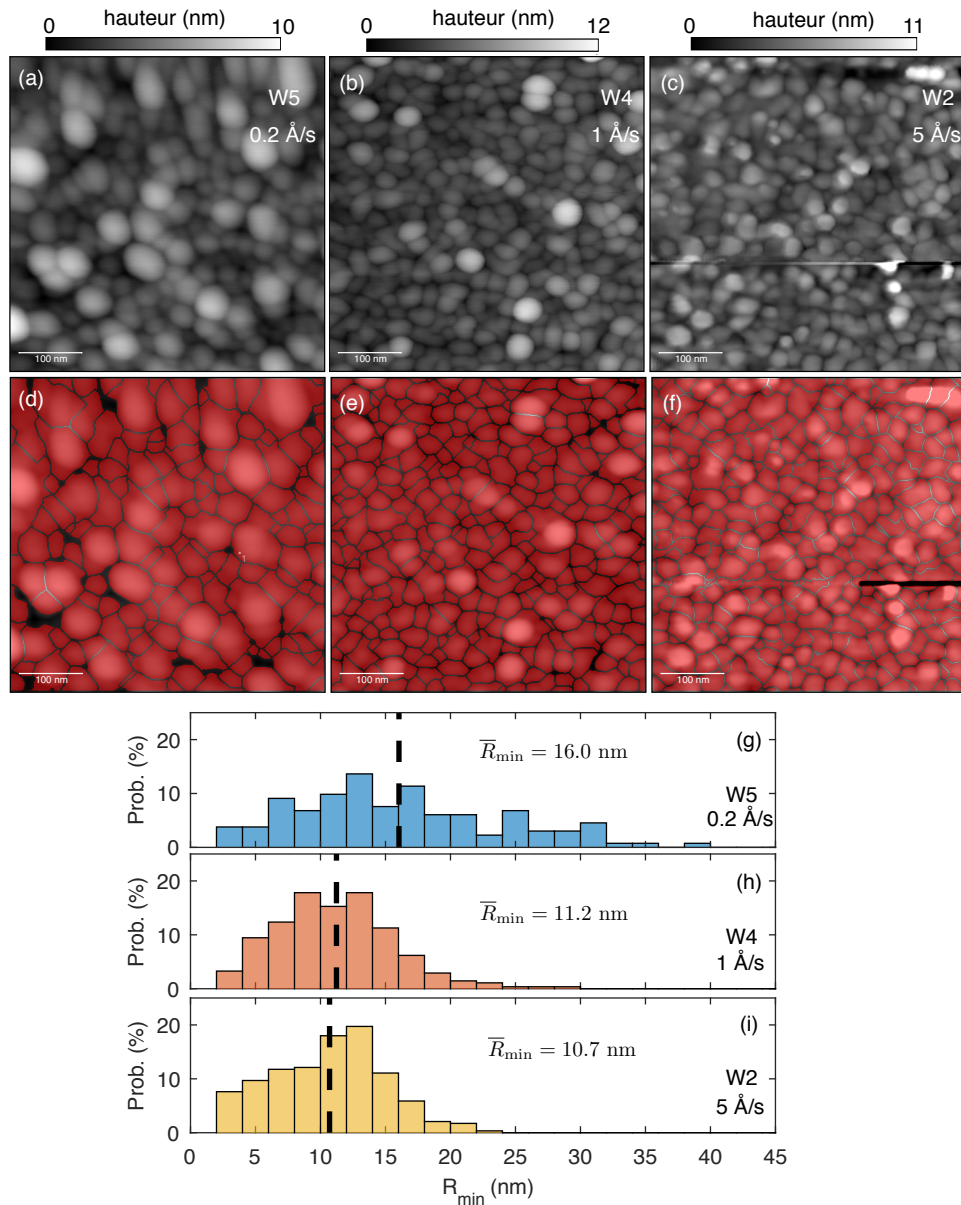 hauteur (nm)
0 10
hauteur (nm)
0 12
hauteur (nm)
0 11
(a)
W5
0.2 Å/s
100 nm
(b)
W4
1 Å/s
100 nm
(c)
W2
5 Å/s
100 nm
(d)
1
100 nm
(e)
100 nm
(f)
100 nm
Prob. (%)
20
10
0
R̅min = 16.0 nm
(g)
W5
0.2 Å/s
Prob. (%)
20
10
0
R̅min = 11.2 nm
(h)
W4
1 Å/s
Prob. (%)
20
10
0
R̅min = 10.7 nm
(i)
W2
5 Å/s
0 5 10 15 20 25 30 35 40 45
Rmin (nm)